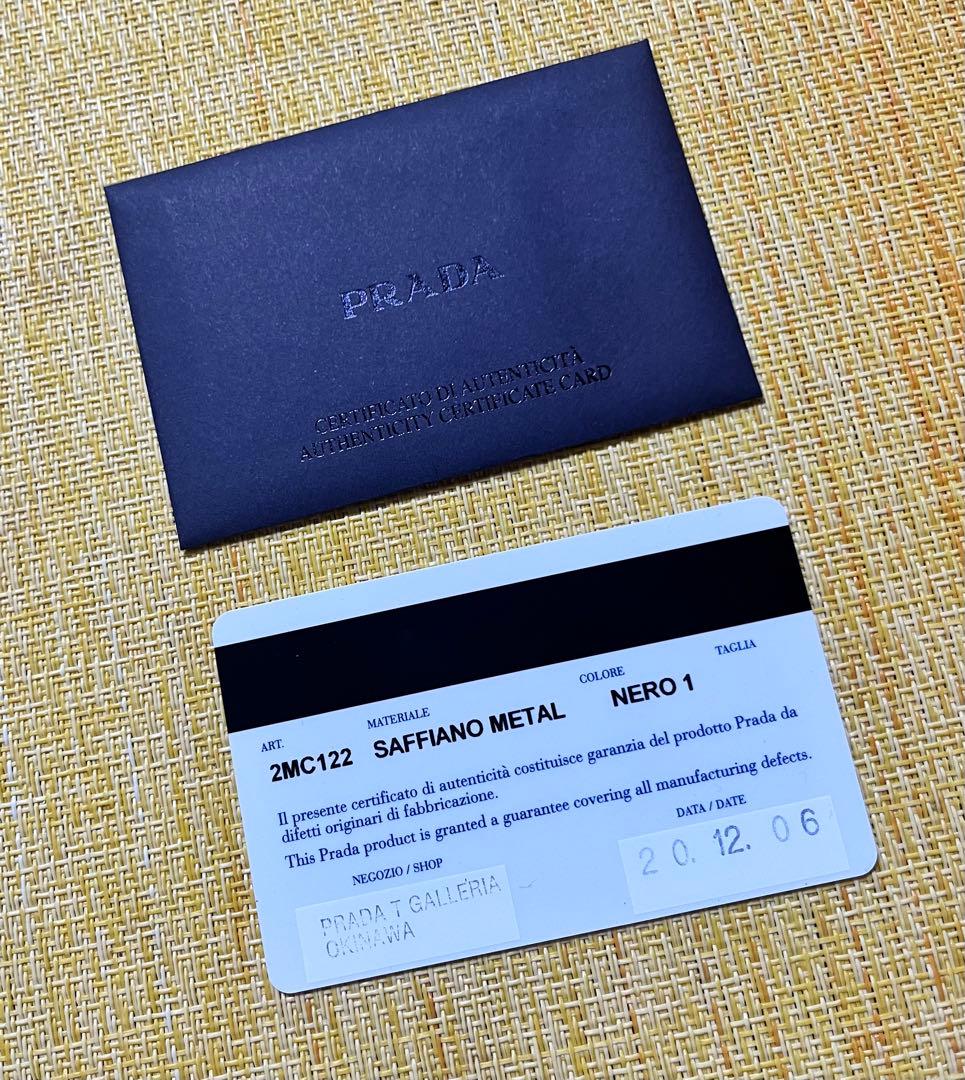 PRADA
CERTIFICATO DI AUTENTICITÀ
AUTHENTICITY CERTIFICATE CARD
ART. MATERIALE COLORE TAGLIA
2MC122 SAFFIANO METAL NERO 1
Il presente certificato di autenticità costituisce garanzia del prodotto Prada da
difetti originari di fabbricazione.
This Prada product is granted a guarantee covering all manufacturing defects.
NEGOZIO / SHOP DATA / DATE
PRADA T GALLERIA
OKINAWA
20. 12. 06